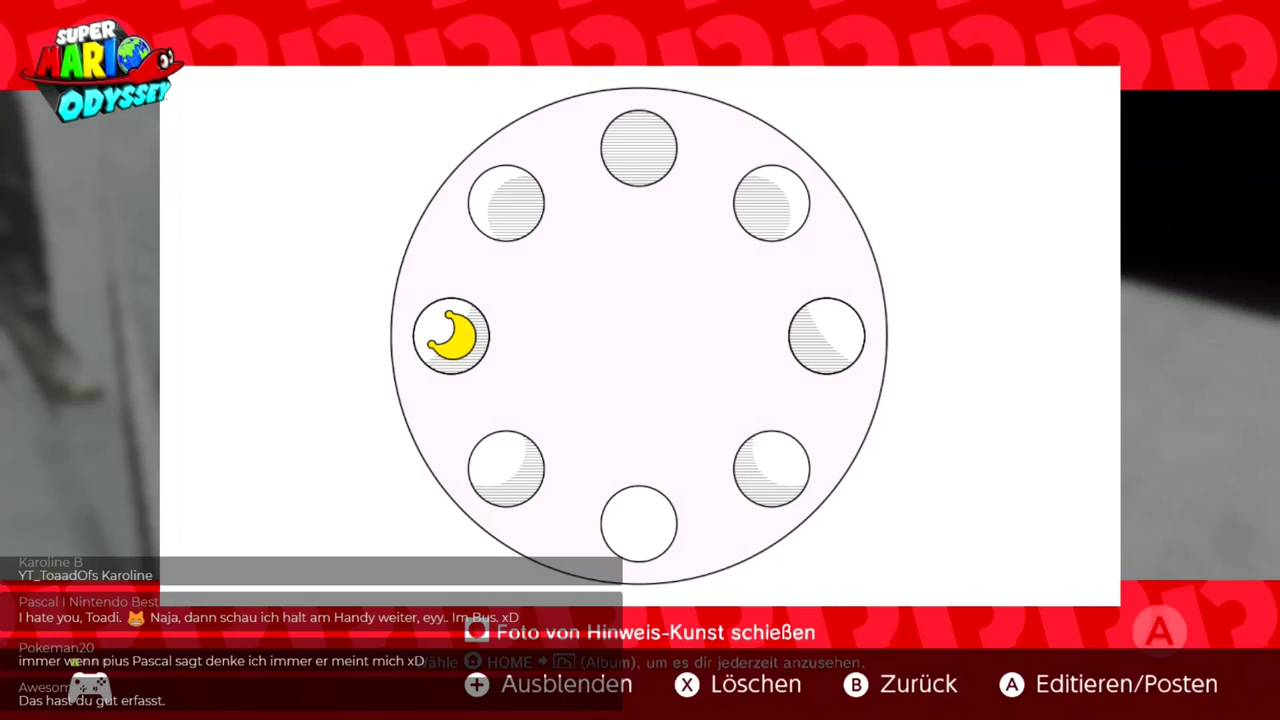 SUPER
MARIO
ODYSSEY
Karoline B
YT_ToaadOfs Karoline
Pascal I Nintendo Best
I hate you, Toadi. 🦊 Naja, dann schau ich halt am Handy weiter, eyy.. Im Bus. xD
Foto von Hinweis-Kunst schießen
Pokeman20
immer wenn pius Pascal sagt denke ich immer er meint mich xD
Wähle HOME (Album), um es dir jederzeit anzusehen.
Awesom
Das hast du gut erfasst.
+ Ausblenden X Löschen B Zurück A Editieren/Posten
A